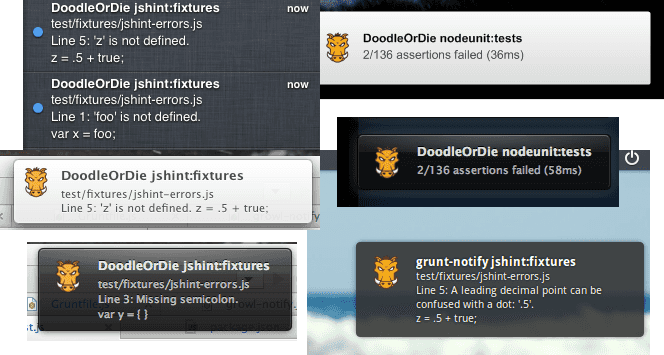 DoodleOrDie jshint:fixtures now
test/fixtures/jshint-errors.js
Line 5: 'z' is not defined.
z = .5 + true;
DoodleOrDie jshint:fixtures now
test/fixtures/jshint-errors.js
Line 1: 'foo' is not defined.
var x = foo;
DoodleOrDie nodeunit:tests
2/136 assertions failed (36ms)
DoodleOrDie nodeunit:tests
2/136 assertions failed (58ms)
DoodleOrDie jshint:fixtures
test/fixtures/jshint-errors.js
Line 5: 'z' is not defined. z = .5 + true;
DoodleOrDie jshint:fixtures
test/fixtures/jshint-errors.js
Line 3: Missing semicolon.
var y = { }
grunt-notify jshint:fixtures
test/fixtures/jshint-errors.js
Line 5: A leading decimal point can be
confused with a dot: '.5'.
z = .5 + true;